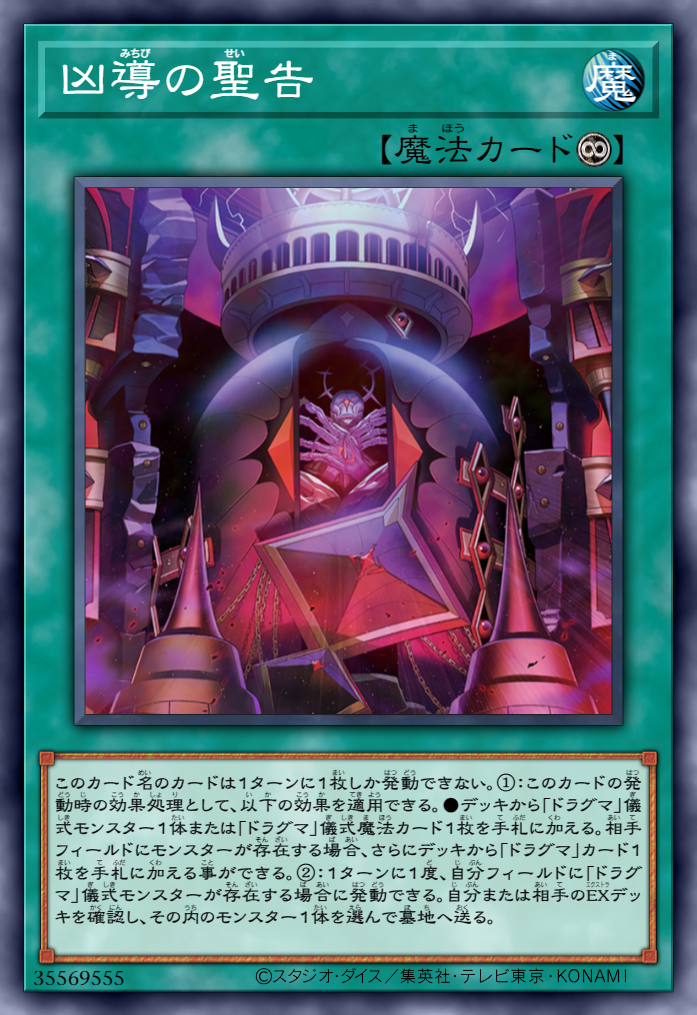 凶導の聖告
魔
【魔法カード∞】
このカード名のカードは1ターンに1枚しか発動できない。①:このカードの発
動時の効果処理として、以下の効果を適用できる。●デッキから「ドラグマ」儀
式モンスター1体または「ドラグマ」儀式魔法カード1枚を手札に加える。相手
フィールドにモンスターが存在する場合、さらにデッキから「ドラグマ」カード1
枚を手札に加える事ができる。②:1ターンに1度、自分フィールドに「ドラグ
マ」儀式モンスターが存在する場合に発動できる。自分または相手のEXデッ
キを確認し、その内のモンスター1体を選んで墓地へ送る。
35569555 ©スタジオ・ダイス/集英社・テレビ東京・KONAMI